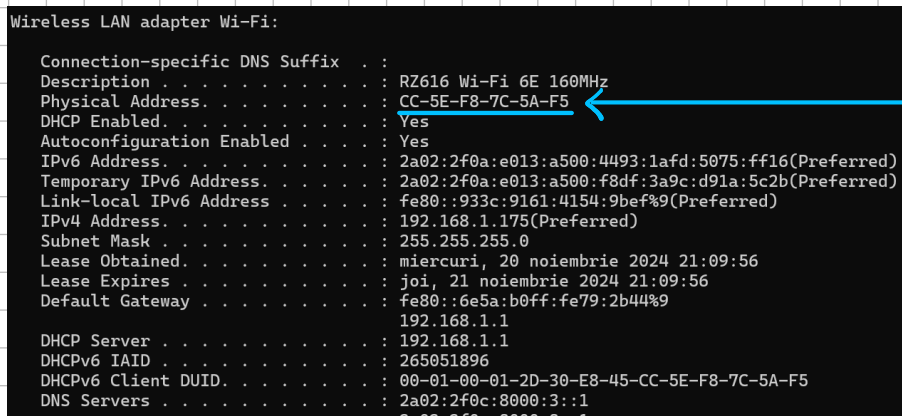 Wireless LAN adapter Wi-Fi:
Connection-specific DNS Suffix  . :
Description . . . . . . . . . . . : RZ616 Wi-Fi 6E 160MHz
Physical Address. . . . . . . . . : CC-5E-F8-7C-5A-F5
DHCP Enabled. . . . . . . . . . . : Yes
Autoconfiguration Enabled . . . . : Yes
IPv6 Address. . . . . . . . . . . : 2a02:2f0a:e013:a500:4493:1afd:5075:ff16(Preferred)
Temporary IPv6 Address. . . . . . : 2a02:2f0a:e013:a500:f8df:3a9c:d91a:5c2b(Preferred)
Link-local IPv6 Address . . . . . : fe80::933c:9161:4154:9bef%9(Preferred)
IPv4 Address. . . . . . . . . . . : 192.168.1.175(Preferred)
Subnet Mask . . . . . . . . . . . : 255.255.255.0
Lease Obtained. . . . . . . . . . : miercuri, 20 noiembrie 2024 21:09:56
Lease Expires . . . . . . . . . . : joi, 21 noiembrie 2024 21:09:56
Default Gateway . . . . . . . . . : fe80::6e5a:b0ff:fe79:2b44%9
192.168.1.1
DHCP Server . . . . . . . . . . . : 192.168.1.1
DHCPv6 IAID . . . . . . . . . . . : 265051896
DHCPv6 Client DUID. . . . . . . . : 00-01-00-01-2D-30-E8-45-CC-5E-F8-7C-5A-F5
DNS Servers . . . . . . . . . . . : 2a02:2f0c:8000:3::1